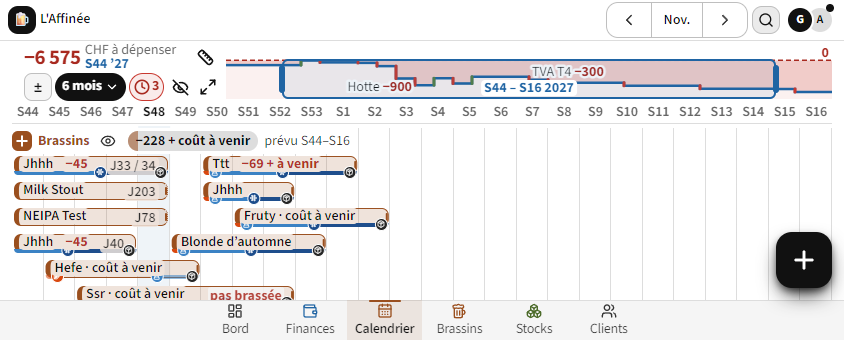 L'Affinée
Nov.
G
A
−6 575 CHF à dépenser
S44 '27
± 6 mois 3
0
TVA T4 −300
Hotte −900
S44 – S16 2027
S44 S45 S46 S47 S48 S49 S50 S51 S52 S53 S1 S2 S3 S4 S5 S6 S7 S8 S9 S10 S11 S12 S13 S14 S15 S16
Brassins −228 + coût à venir prévu S44–S16
Jhhh −45 J33 / 34 Ttt −69 + à venir
Milk Stout J203 Jhhh
NEIPA Test J78 Fruty · coût à venir
Jhhh −45 J40 Blonde d'automne
Hefe · coût à venir
Ssr · coût à venir pas brassée
Bord Finances Calendrier Brassins Stocks Clients